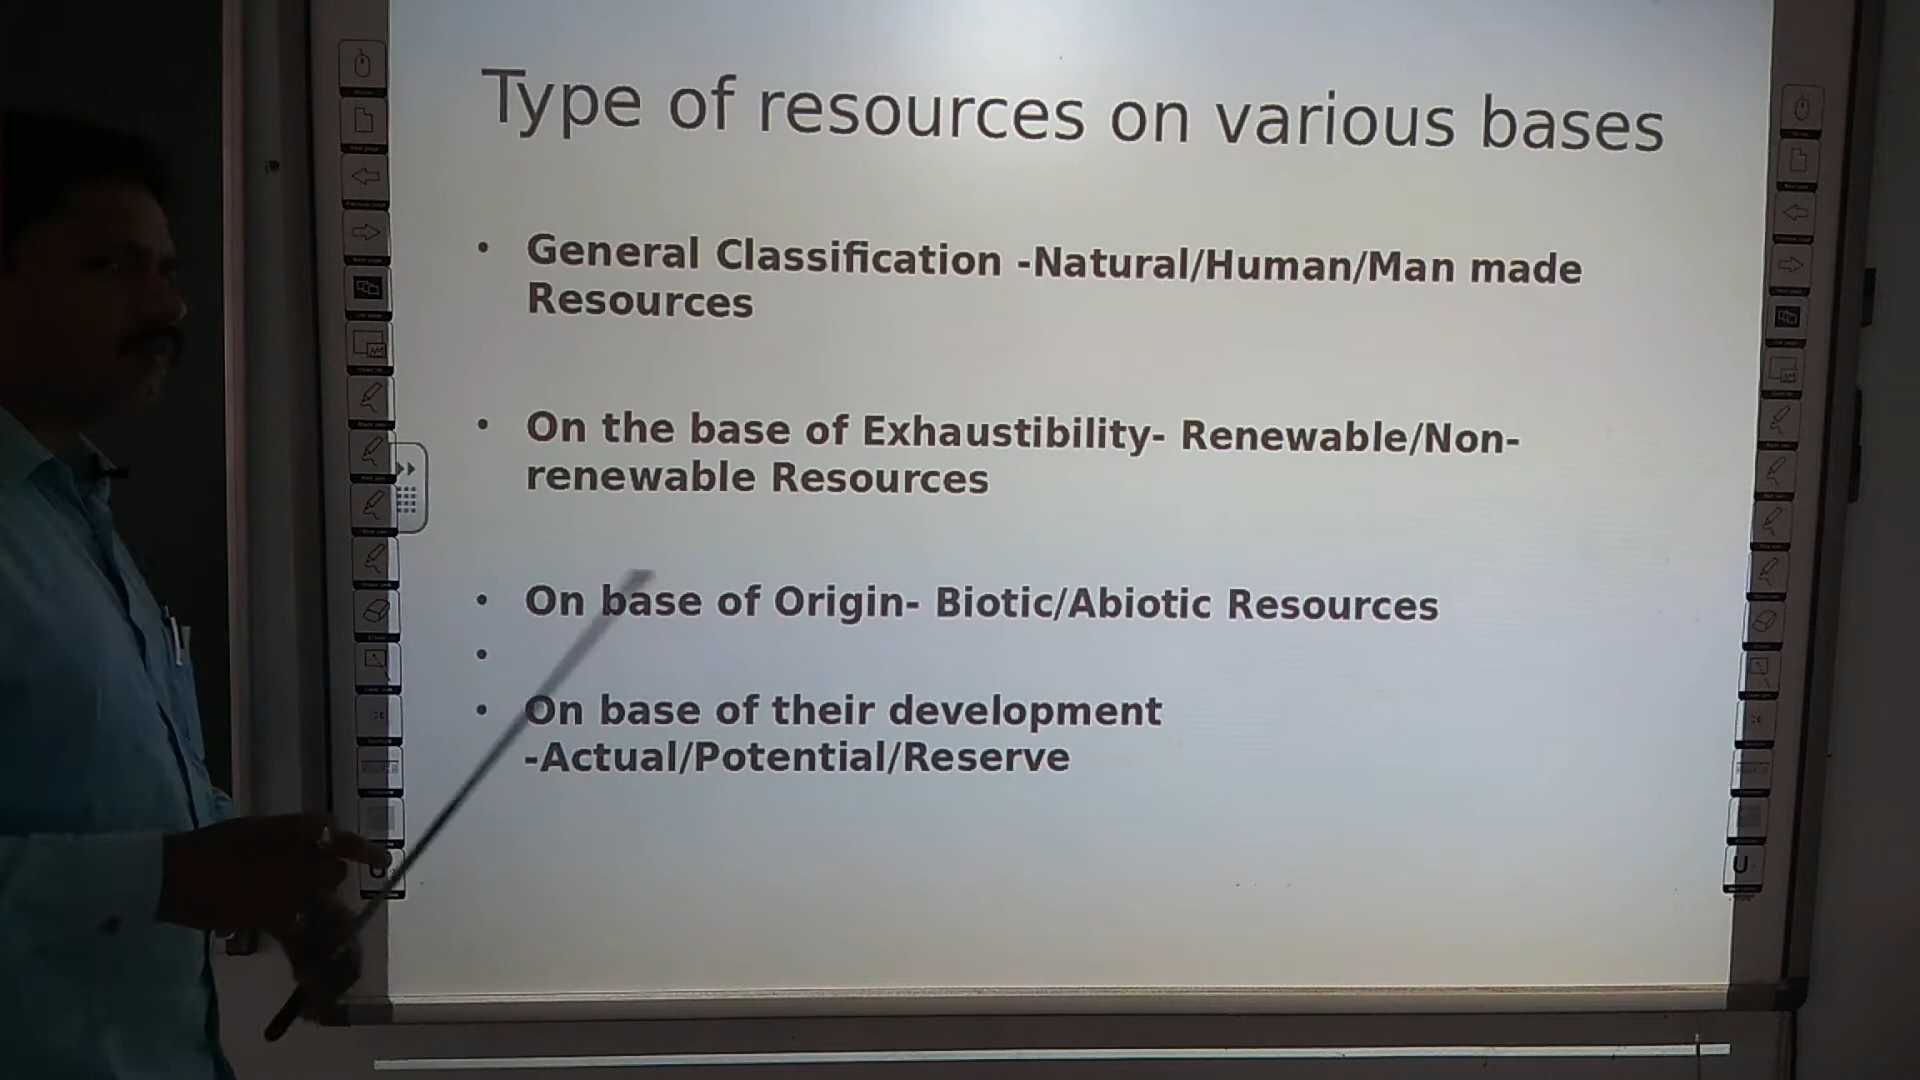 Type of resources on various bases
• General Classification -Natural/Human/Man made
Resources
• On the base of Exhaustibility- Renewable/Non-
renewable Resources
• On base of Origin- Biotic/Abiotic Resources
•
• On base of their development
-Actual/Potential/Reserve